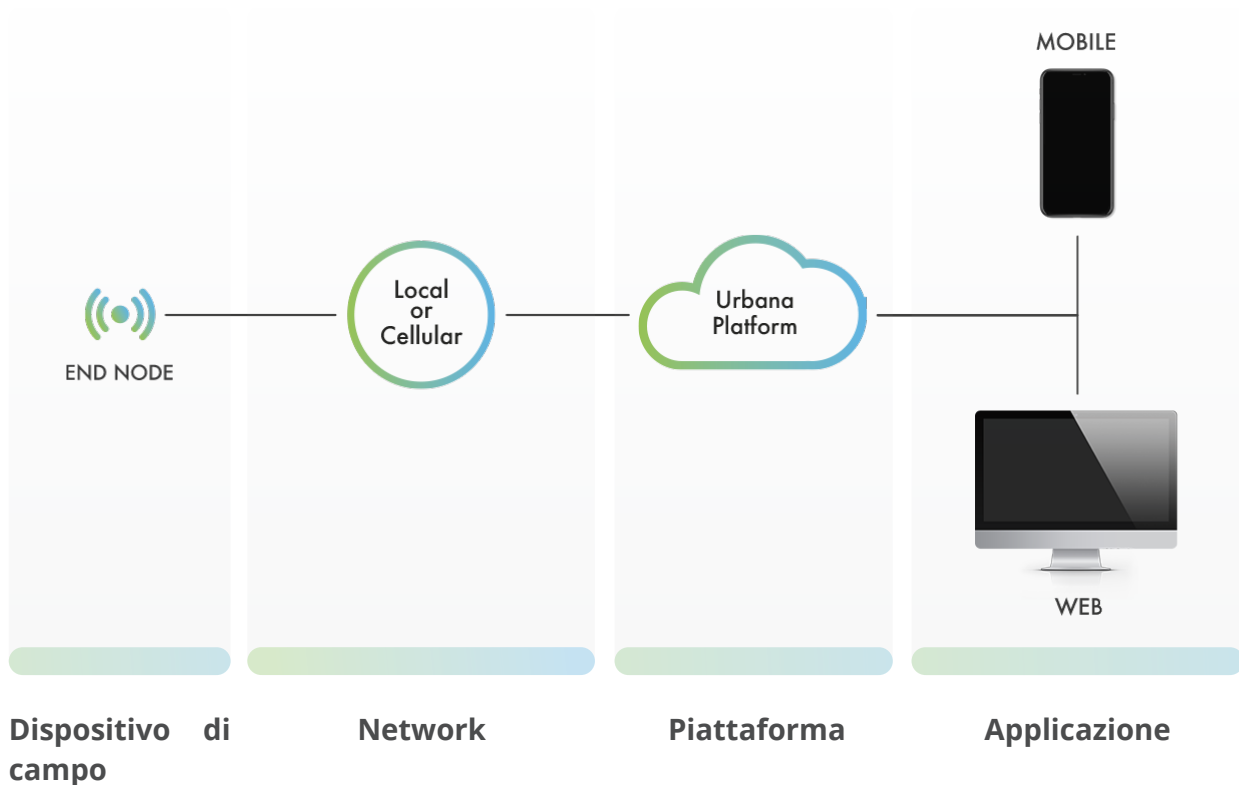 MOBILE
Local
or
Cellular
Urbana
Platform
END NODE
WEB
Dispositivo di
campo
Network
Piattaforma
Applicazione